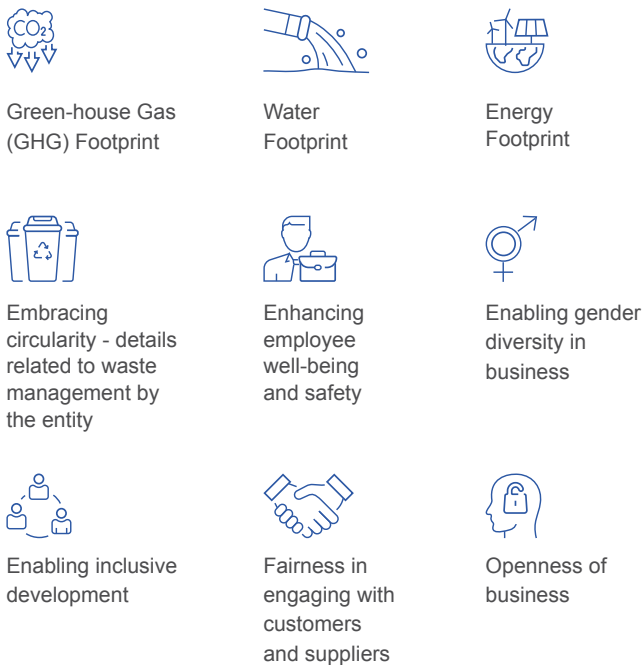 CO2
Green-house Gas
(GHG) Footprint
Water
Footprint
Energy
Footprint
Embracing
circularity - details
related to waste
management by
the entity
Enhancing
employee
well-being
and safety
Enabling gender
diversity in
business
Enabling inclusive
development
Fairness in
engaging with
customers
and suppliers
Openness of
business